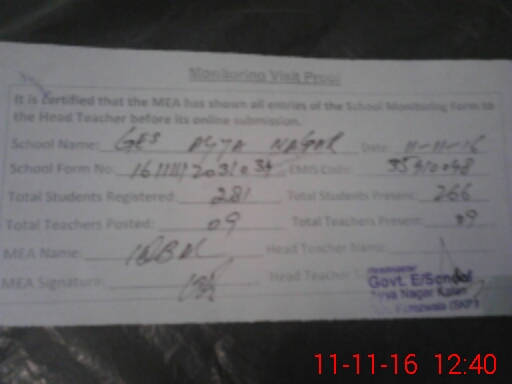 Monitoring Visit Proof
It is certified that the MEA has shown all entries of the School Monitoring Form to
the Head Teacher before its online submission.
School Name: GES NAGAR Date: 11-11-16
School Form No: EMIS Code:
Total Students Registered: 281 Total Students Present: 266
Total Teachers Posted: 09 Total Teachers Present: 09
MEA Name: Head Teacher Name:
MEA Signature: Head Teacher
Govt. E/School
Nagar
11-11-16 12:40